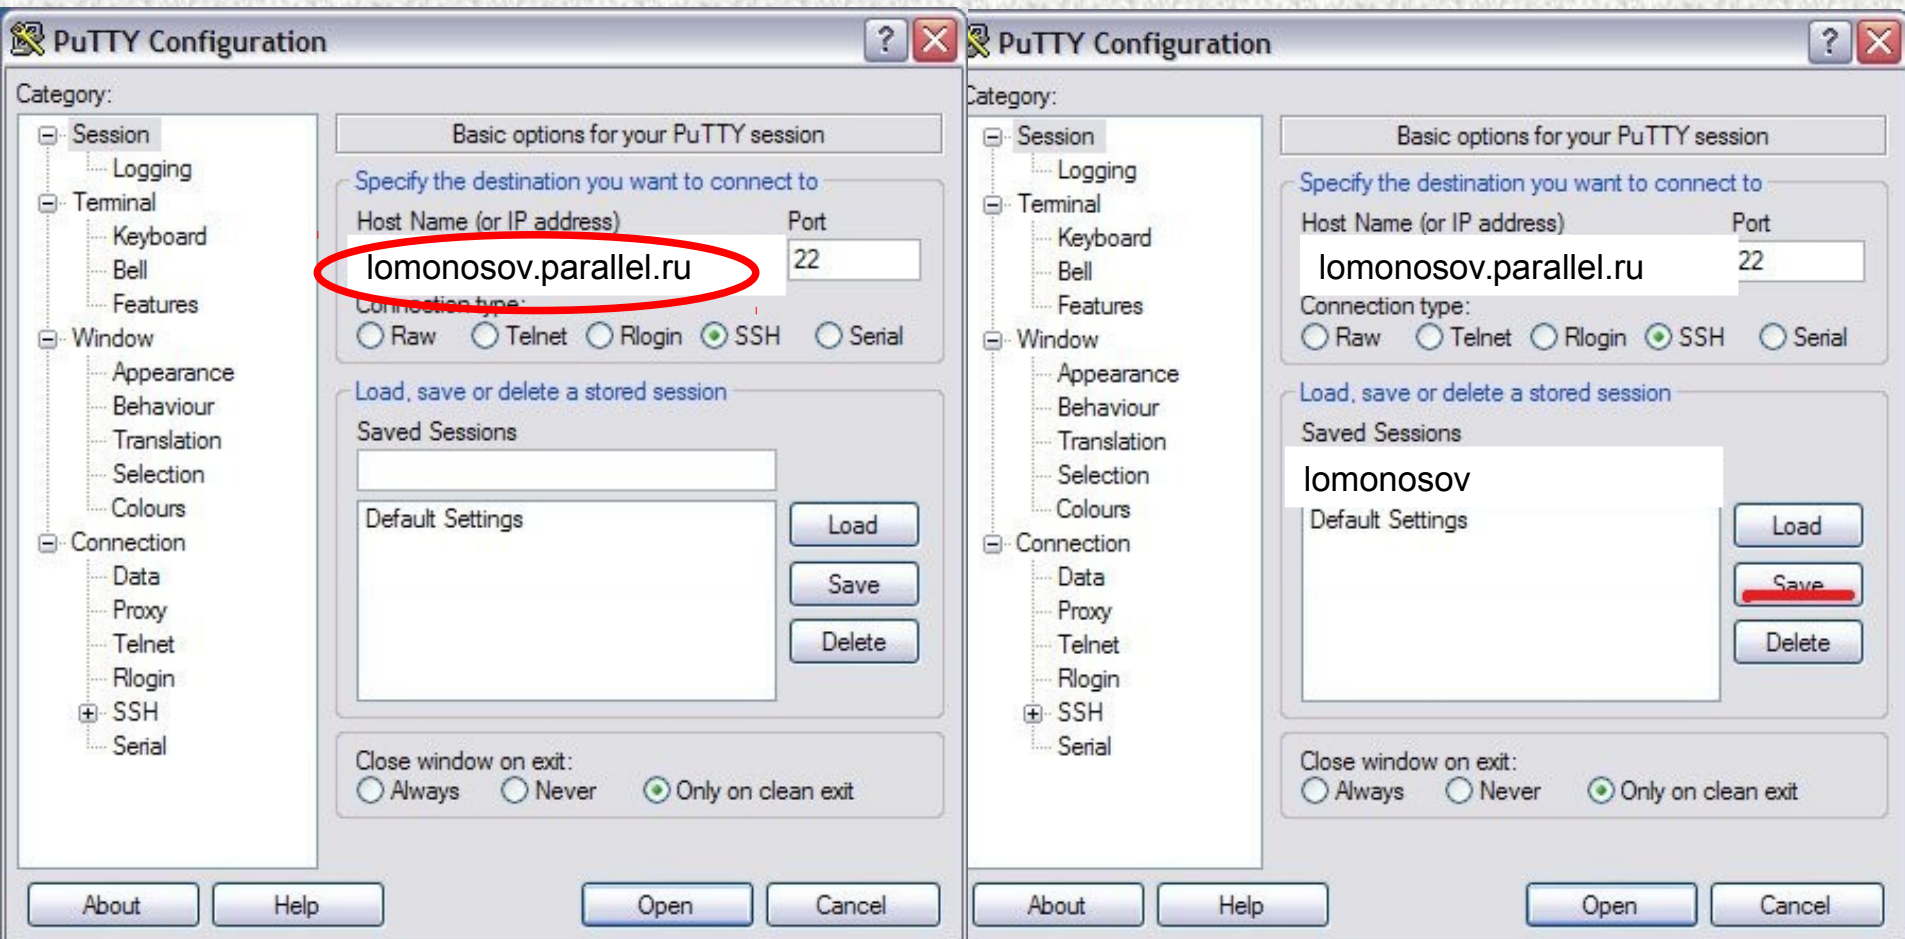 PuTTY Configuration
?
Category:
Session
Logging
Terminal
Keyboard
Bell
Features
Window
Appearance
Behaviour
Translation
Selection
Colours
Connection
Data
Proxy
Telnet
Rlogin
SSH
Serial
Basic options for your PuTTY session
Specify the destination you want to connect to
Host Name (or IP address) Port
lomonosov.parallel.ru 22
Connection type:
Raw Telnet Rlogin SSH Serial
Load, save or delete a stored session
Saved Sessions
Default Settings
Load
Save
Delete
Close window on exit:
Always Never Only on clean exit
About Help Open Cancel
PuTTY Configuration
?
Category:
Session
Logging
Terminal
Keyboard
Bell
Features
Window
Appearance
Behaviour
Translation
Selection
Colours
Connection
Data
Proxy
Telnet
Rlogin
SSH
Serial
Basic options for your PuTTY session
Specify the destination you want to connect to
Host Name (or IP address) Port
lomonosov.parallel.ru 22
Connection type:
Raw Telnet Rlogin SSH Serial
Load, save or delete a stored session
Saved Sessions
lomonosov
Default Settings
Load
Save
Delete
Close window on exit:
Always Never Only on clean exit
About Help Open Cancel